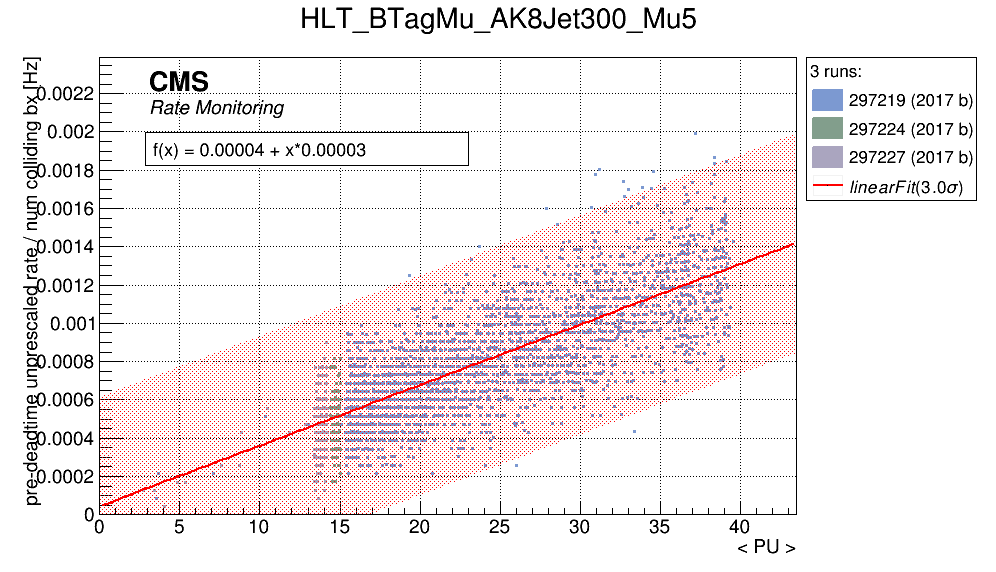 HLT_BTagMu_AK8Jet300_Mu5
pre-deadtime unprescaled rate / num colliding bx [Hz]
CMS
Rate Monitoring
f(x) = 0.00004 + x*0.00003
0.0022
0.002
0.0018
0.0016
0.0014
0.0012
0.001
0.0008
0.0006
0.0004
0.0002
0
0 5 10 15 20 25 30 35 40
< PU >
3 runs:
297219 (2017 b)
297224 (2017 b)
297227 (2017 b)
linearFit(3.0σ)